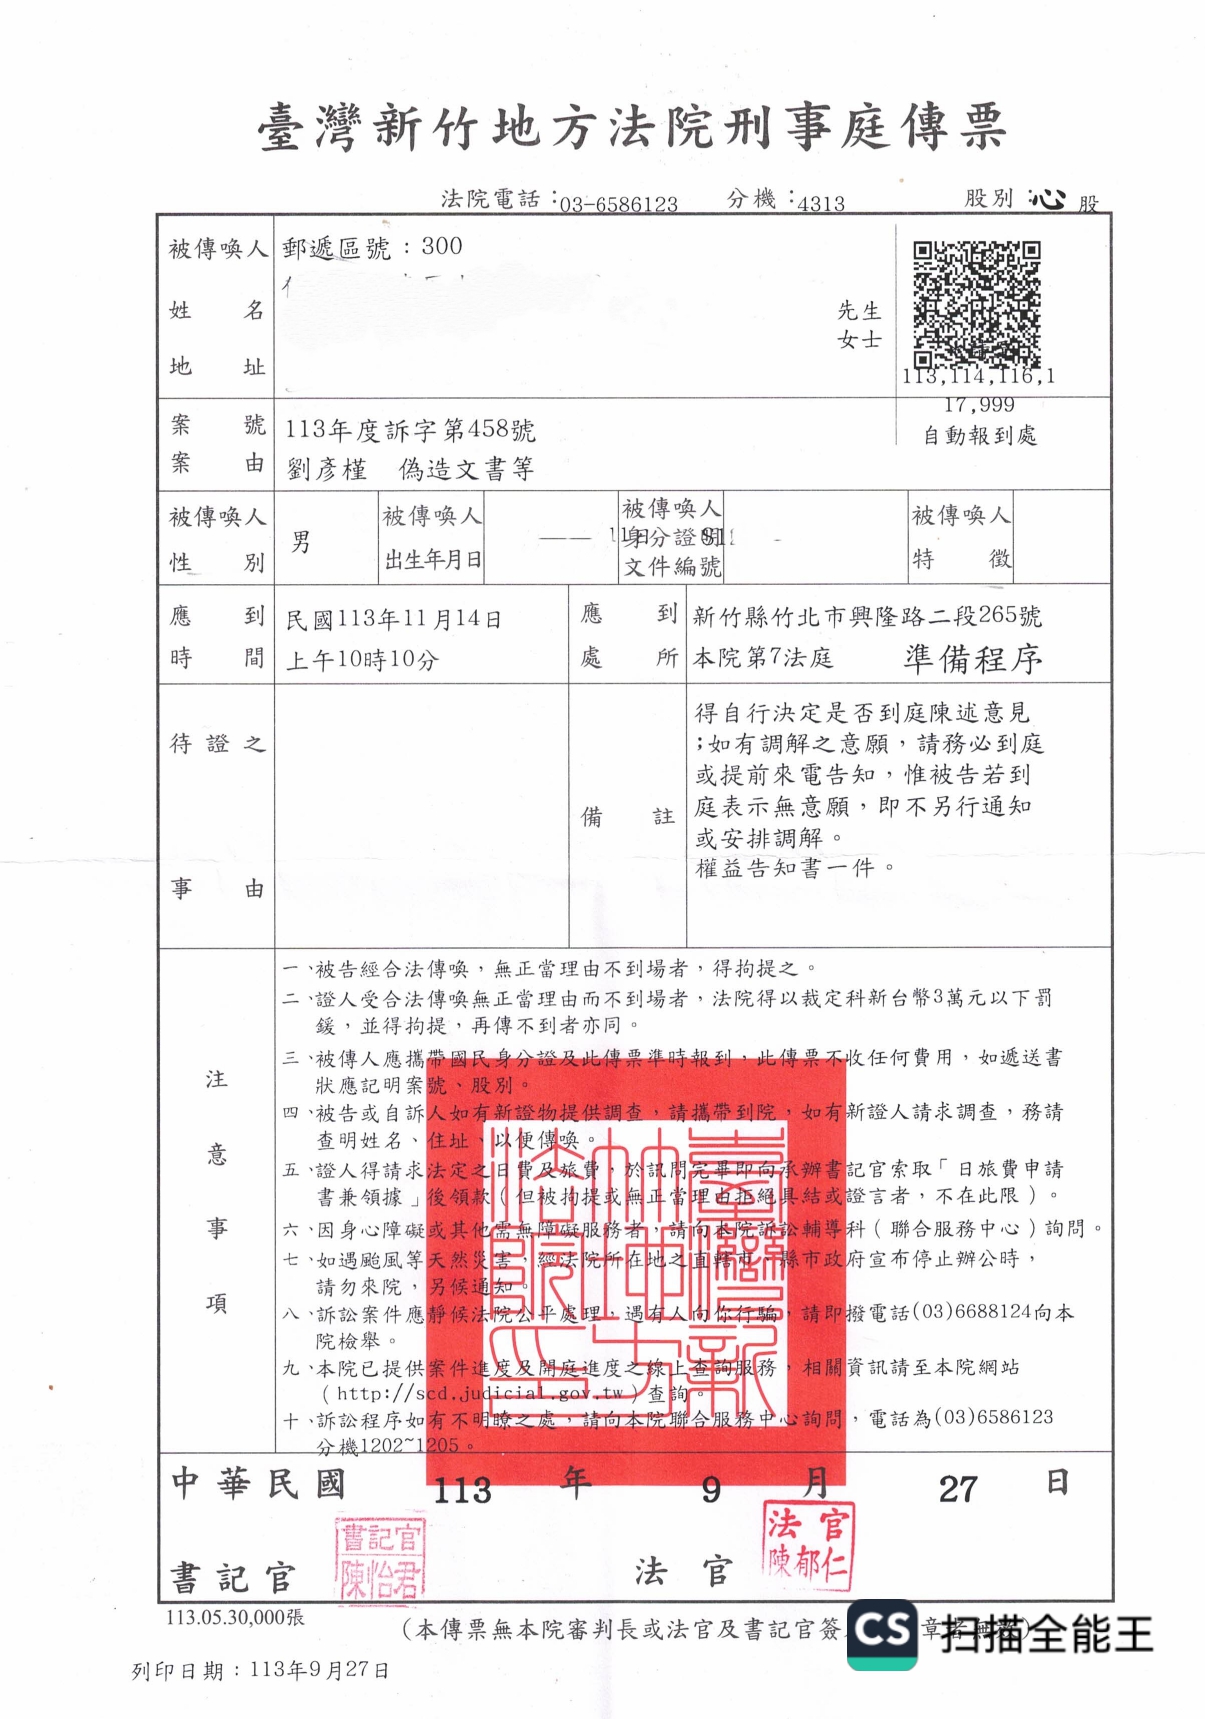 臺灣新竹地方法院刑事庭傳票
法院電話：03-6586123 分機：4313 股別：心 股
被傳喚人 郵遞區號：300
姓名 先生
女士
地址
113,114,116,1
17,999
自動報到處
案號 113年度訴字第458號
案由 劉彥槿 偽造文書等
被傳喚人性別 男 被傳喚人出生年月日 被傳喚人身分證明文件編號 被傳喚人特徵
應到時間 民國113年11月14日 應到處所 新竹縣竹北市興隆路二段265號
上午10時10分 本院第7法庭 準備程序
待證之事由
備註
得自行決定是否到庭陳述意見
;如有調解之意願，請務必到庭
或提前來電告知，惟被告若到
庭表示無意願，即不另行通知
或安排調解。
權益告知書一件。
注意事項
一、被告經合法傳喚，無正當理由不到場者，得拘提之。
二、證人受合法傳喚無正當理由而不到場者，法院得以裁定科新台幣3萬元以下罰
鍰，並得拘提，再傳不到者亦同。
三、被傳人應攜帶國民身分證及此傳票準時報到，此傳票不收任何費用，如遞送書
狀應記明案號、股別。
四、被告或自訴人如有新證物提供調查，請攜帶到院，如有新證人請求調查，務請
查明姓名、住址、以便傳喚。
五、證人得請求法定之日費及旅費，於訊問完畢即向承辦書記官索取「日旅費申請
書兼領據」後領款（但被拘提或無正當理由拒絕具結或證言者，不在此限）。
六、因身心障礙或其他需無障礙服務者，請向本院訴訟輔導科（聯合服務中心）詢問。
七、如遇颱風等天然災害，經法院所在地之直轄市、縣市政府宣布停止辦公時，
請勿來院，另候通知。
八、訴訟案件應靜候法院公平處理，遇有人向你行騙，請即撥電話(03)6688124向本
院檢舉。
九、本院已提供案件進度及開庭進度之線上查詢服務，相關資訊請至本院網站
（http://scd.judicial.gov.tw）查詢。
十、訴訟程序如有不明瞭之處，請向本院聯合服務中心詢問，電話為(03)6586123
分機1202~1205。
臺灣新竹地方法院印
中華民國 113 年 9 月 27 日
書記官 書記官陳怡君 法官 法官陳郁仁
113.05.30,000張
（本傳票無本院審判長或法官及書記官簽
CS 扫描全能王
列印日期：113年9月27日